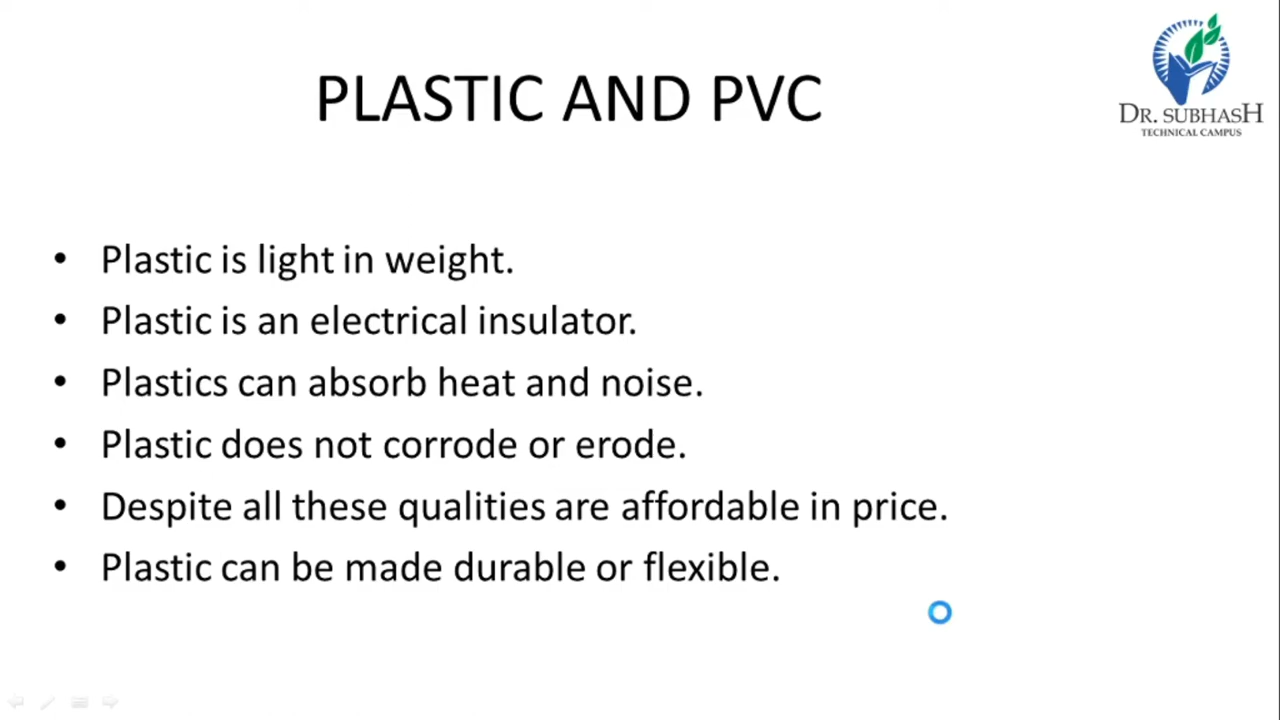 DR. SUBHASH
TECHNICAL CAMPUS
PLASTIC AND PVC
• Plastic is light in weight.
• Plastic is an electrical insulator.
• Plastics can absorb heat and noise.
• Plastic does not corrode or erode.
• Despite all these qualities are affordable in price.
• Plastic can be made durable or flexible.